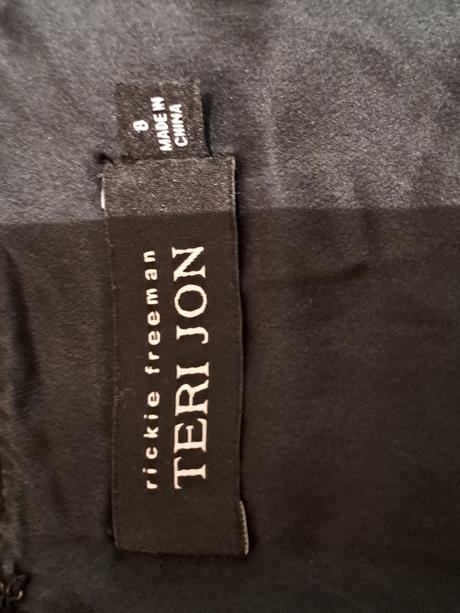 rickie freeman
TERI JON
8
MADE IN
CHINA